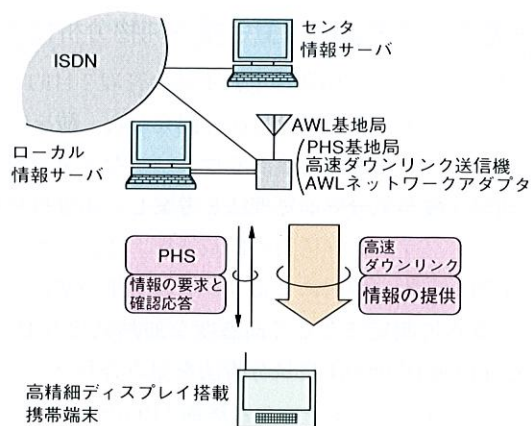 ISDN
センタ
情報サーバ
AWL基地局
PHS基地局
高速ダウンリンク送信機
AWLネットワークアダプタ
ローカル
情報サーバ
PHS
情報の要求と
確認応答
高速
ダウンリンク
情報の提供
高精細ディスプレイ搭載
携帯端末